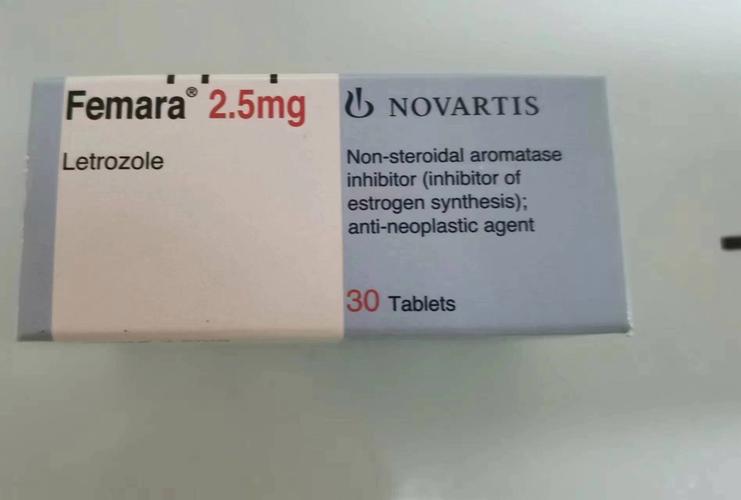 Femara® 2.5mg
Letrozole
NOVARTIS
Non-steroidal aromatase
inhibitor (inhibitor of
estrogen synthesis);
anti-neoplastic agent
30 Tablets